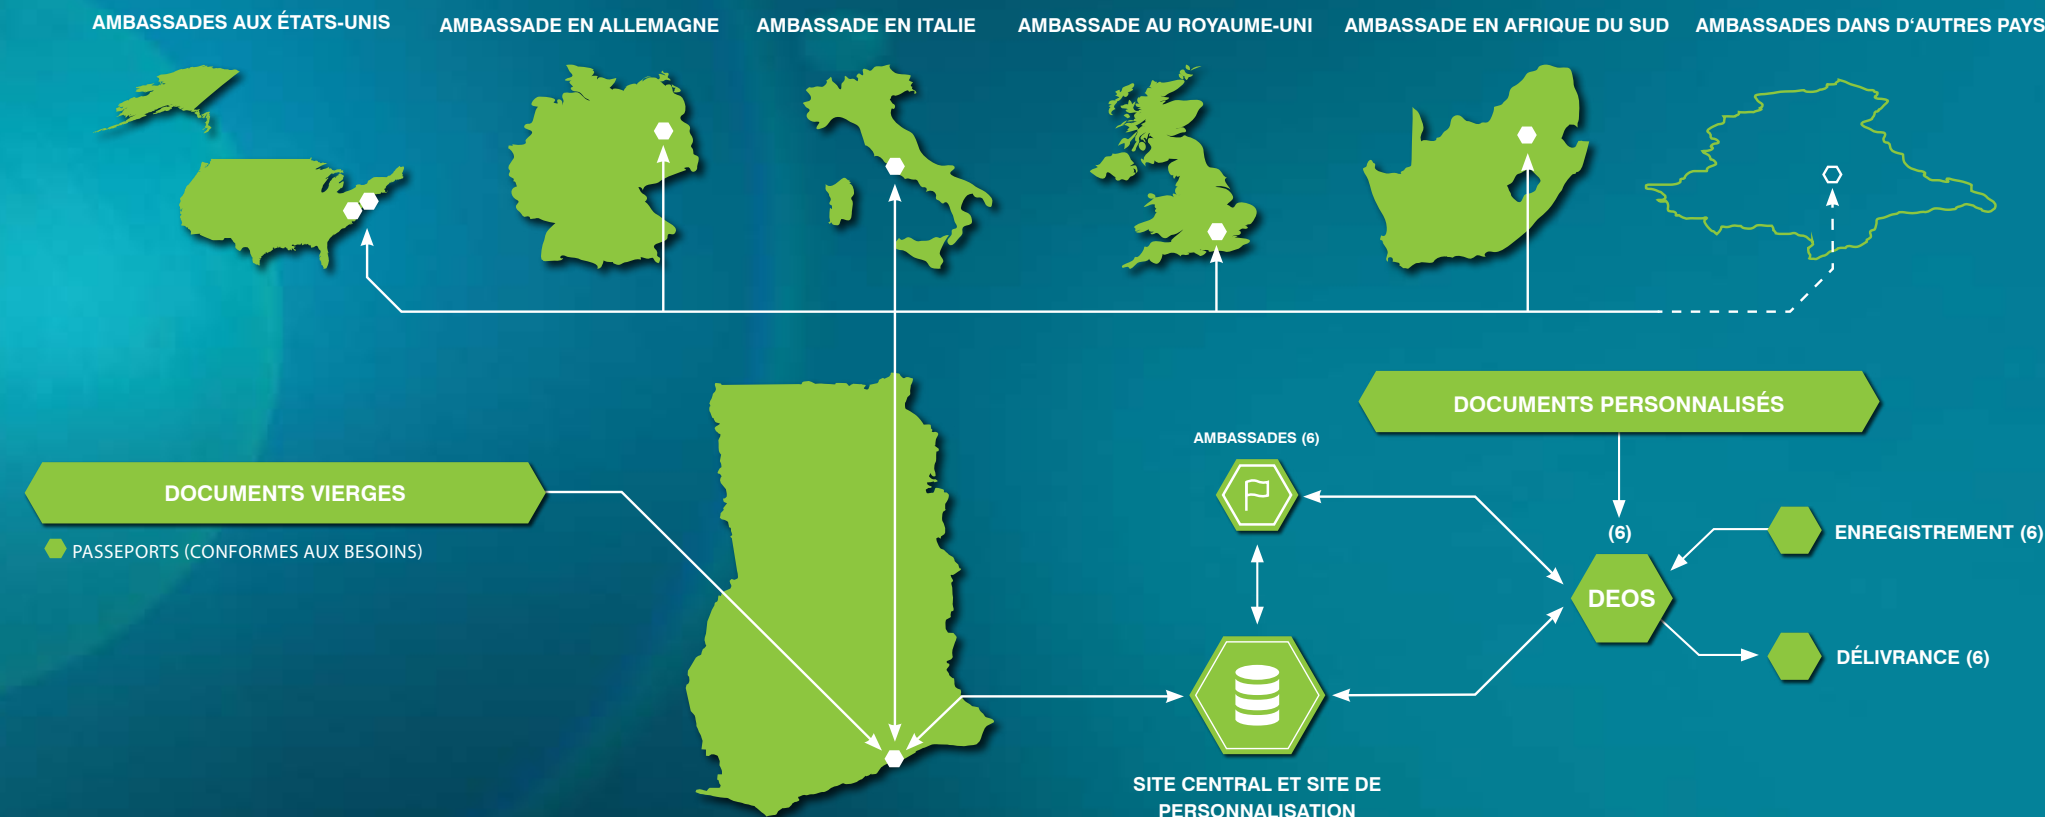 AMBASSADES AUX ÉTATS-UNIS
AMBASSADE EN ALLEMAGNE
AMBASSADE EN ITALIE
AMBASSADE AU ROYAUME-UNI
AMBASSADE EN AFRIQUE DU SUD
AMBASSADES DANS D‘AUTRES PAYS
DOCUMENTS PERSONNALISÉS
AMBASSADES (6)
DOCUMENTS VIERGES
PASSEPORTS (CONFORMES AUX BESOINS)
(6)
ENREGISTREMENT (6)
DEOS
DÉLIVRANCE (6)
SITE CENTRAL ET SITE DE
PERSONNALISATION